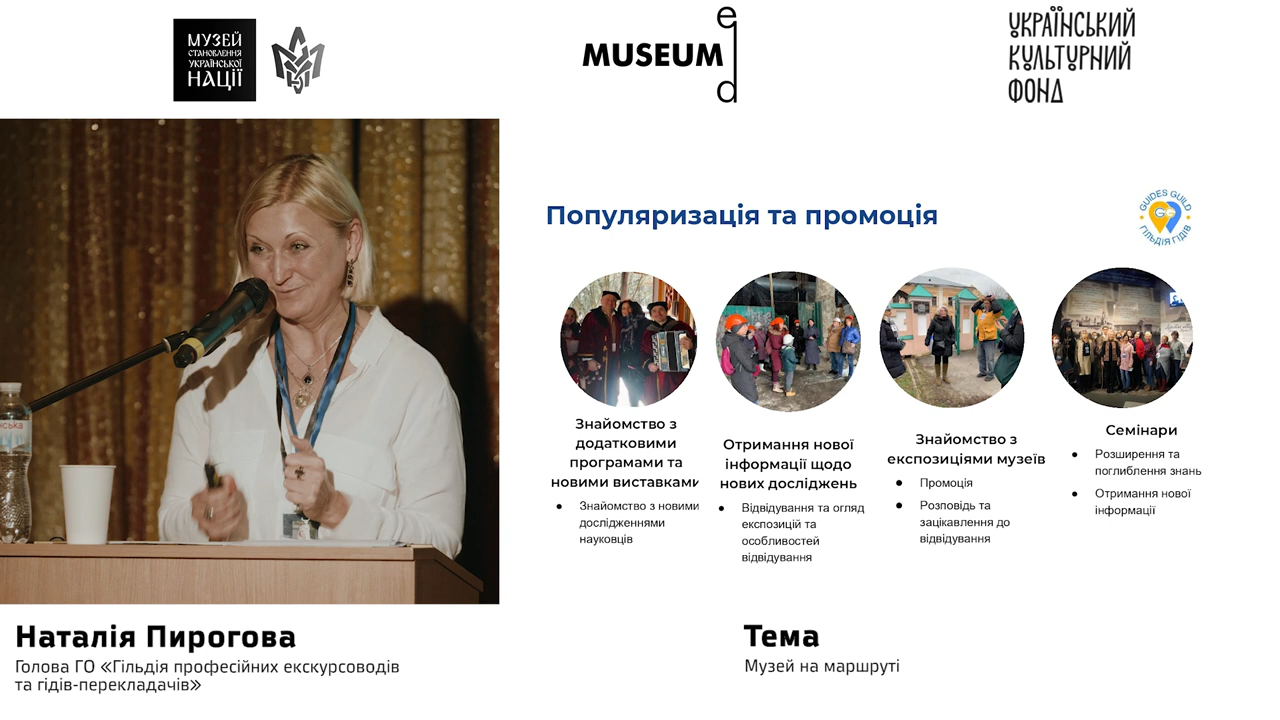 МУЗЕЙ
СТАНОВЛЕННЯ
УКРАЇНСЬКОЇ
НАЦІЇ
MUSEUM
ed
УКРАЇНСЬКИЙ
КУЛЬТУРНИЙ
ФОНД
Популяризація та промоція
GUIDES GUILD
ГІЛЬДІЯ ГІДІВ
Знайомство з
додатковими
програмами та
новими виставками
• Знайомство з новими
дослідженнями
науковців
Отримання нової
інформації щодо
нових досліджень
• Відвідування та огляд
експозицій та
особливостей
відвідування
Знайомство з
експозиціями музеїв
• Промоція
• Розповідь та
зацікавлення до
відвідування
Семінари
• Розширення та
поглиблення знань
• Отримання нової
інформації
Наталія Пирогова
Голова ГО «Гільдія професійних екскурсоводів
та гідів-перекладачів»
Тема
Музей на маршруті